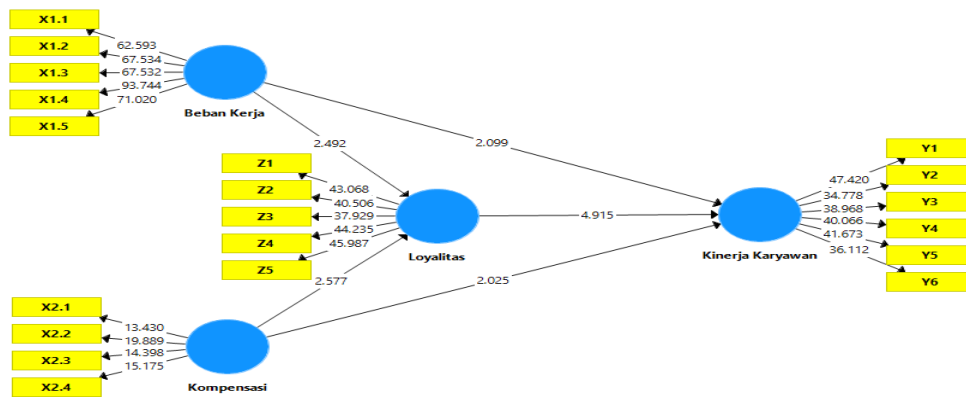 X1.1
X1.2
X1.3
X1.4
X1.5
62.593
67.534
67.532
93.744
71.020
Beban Kerja
2.492
2.099
Z1
Z2
Z3
Z4
Z5
43.068
40.506
37.929
44.235
45.987
Loyalitas
4.915
2.577
2.025
Y1
Y2
Y3
Y4
Y5
Y6
47.420
34.778
38.968
40.066
41.673
36.112
Kinerja Karyawan
X2.1
X2.2
X2.3
X2.4
13.430
19.889
14.398
15.175
Kompensasi